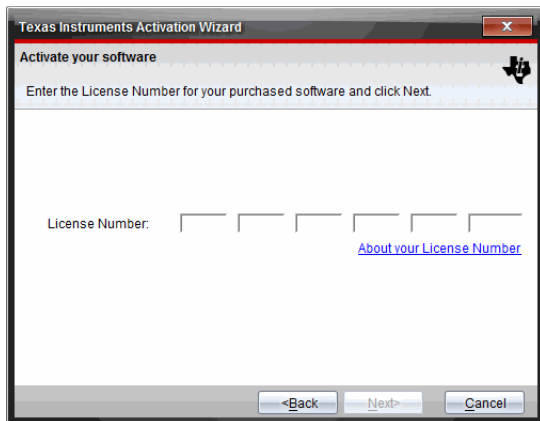 Texas Instruments Activation Wizard
Activate your software
Enter the License Number for your purchased software and click Next.
License Number:
About your License Number
<Back Next> Cancel